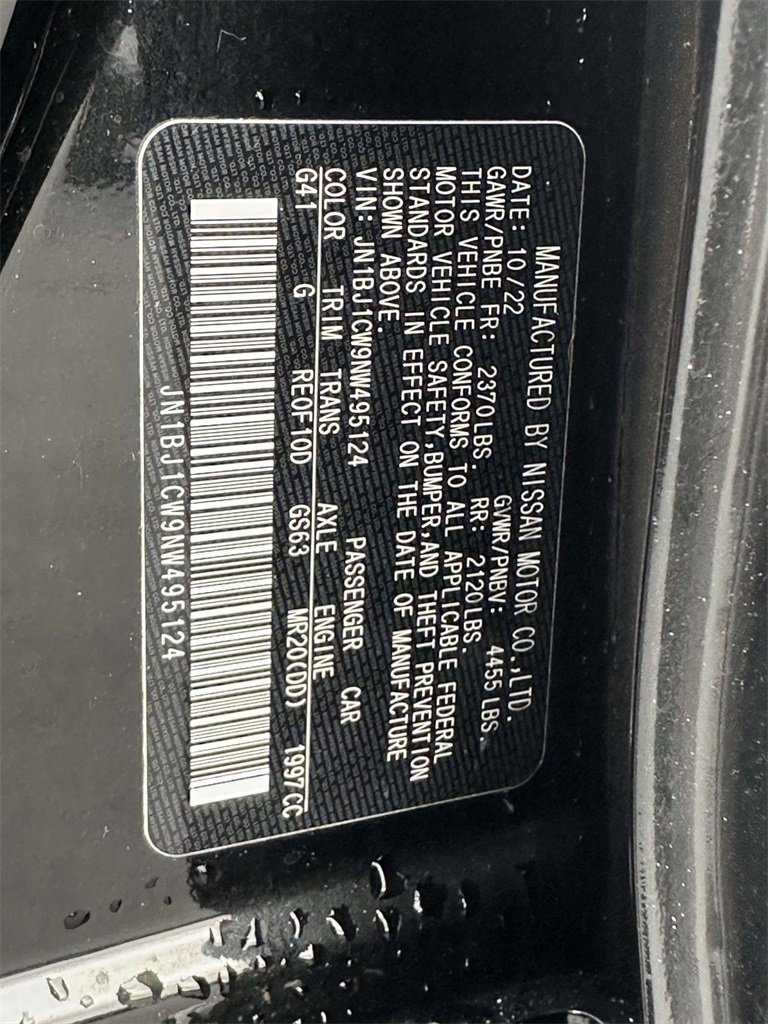 MANUFACTURED BY NISSAN MOTOR CO.,LTD.
DATE: 10/22 GVWR/PNBV: 4455 LBS.
GAWR/PNBE FR: 2370 LBS. RR: 2120 LBS.
THIS VEHICLE CONFORMS TO ALL APPLICABLE FEDERAL
MOTOR VEHICLE SAFETY,BUMPER,AND THEFT PREVENTION
STANDARDS IN EFFECT ON THE DATE OF MANUFACTURE
SHOWN ABOVE.
VIN: JN1BJ1CW9NW495124 PASSENGER CAR
COLOR TRIM TRANS AXLE ENGINE
G41 G REOF10D GS63 MR20(DD) 1997CC
JN1BJ1CW9NW495124